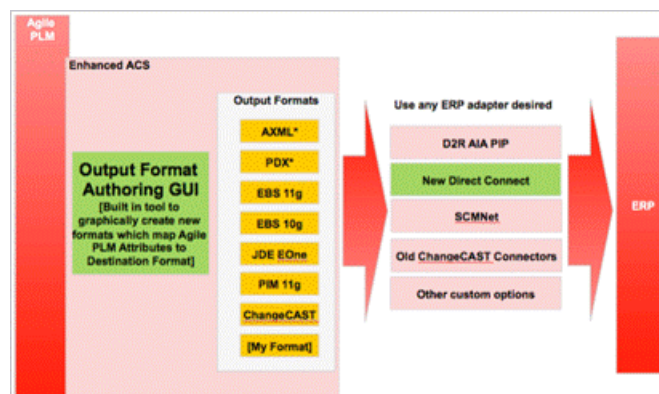 Agile
PLM
Enhanced ACS
Output Format
Authoring GUI
[Built in tool to
graphically create new
formats which map Agile
PLM Attributes to
Destination Format]
Output Formats
AXML*
PDX*
EBS 11g
EBS 10g
JDE EOne
PIM 11g
ChangeCAST
[My Format]
Use any ERP adapter desired
D2R AIA PIP
New Direct Connect
SCMNet
Old ChangeCAST Connectors
Other custom options
ERP